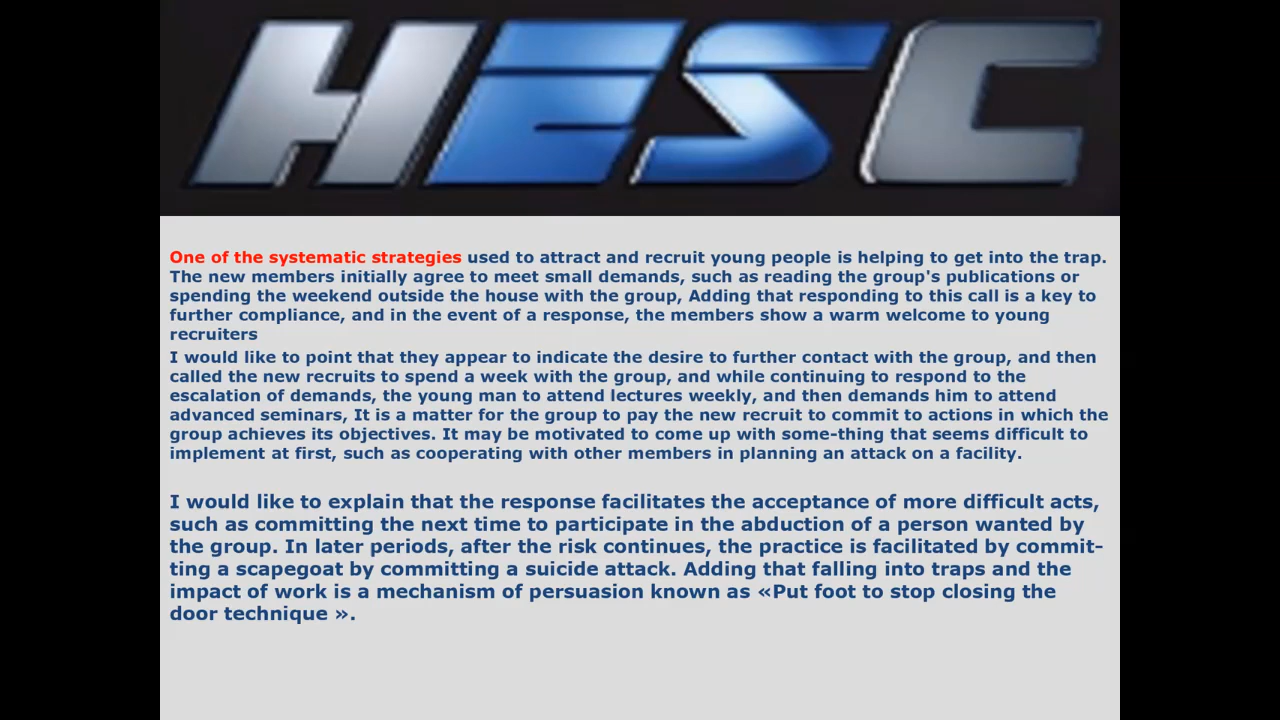 HESC
One of the systematic strategies used to attract and recruit young people is helping to get into the trap.
The new members initially agree to meet small demands, such as reading the group's publications or
spending the weekend outside the house with the group, Adding that responding to this call is a key to
further compliance, and in the event of a response, the members show a warm welcome to young
recruiters
I would like to point that they appear to indicate the desire to further contact with the group, and then
called the new recruits to spend a week with the group, and while continuing to respond to the
escalation of demands, the young man to attend lectures weekly, and then demands him to attend
advanced seminars, It is a matter for the group to pay the new recruit to commit to actions in which the
group achieves its objectives. It may be motivated to come up with some-thing that seems difficult to
implement at first, such as cooperating with other members in planning an attack on a facility.
I would like to explain that the response facilitates the acceptance of more difficult acts,
such as committing the next time to participate in the abduction of a person wanted by
the group. In later periods, after the risk continues, the practice is facilitated by commit-
ting a scapegoat by committing a suicide attack. Adding that falling into traps and the
impact of work is a mechanism of persuasion known as «Put foot to stop closing the
door technique ».